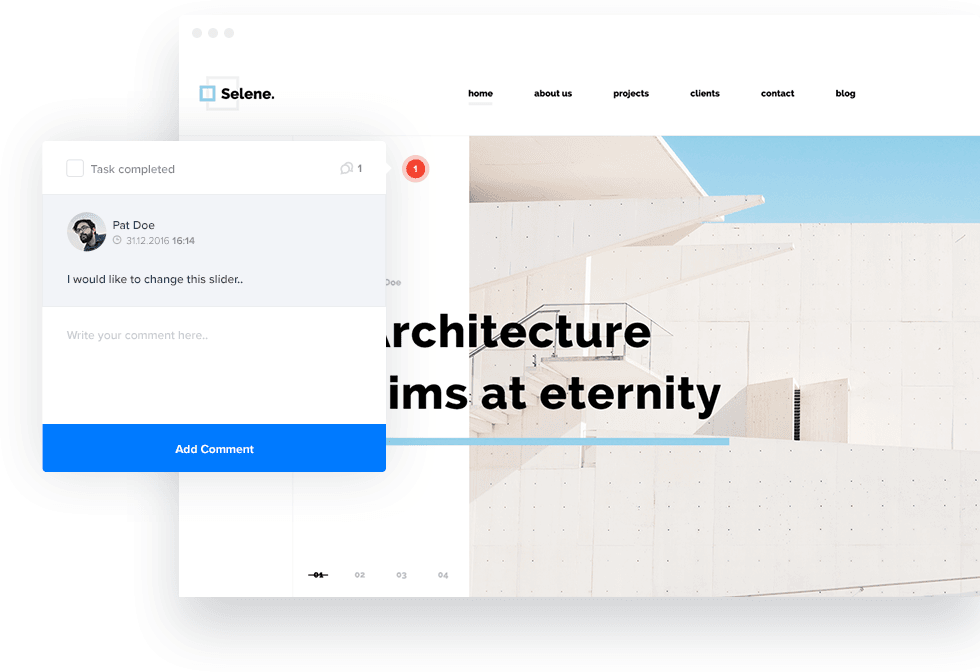 Selene.
home about us projects clients contact blog
Task completed
1
1
Pat Doe
31.12.2016 16:14
I would like to change this slider..
Write your comment here..
Add Comment
Doe
Architecture
ims at eternity
01 02 03 04